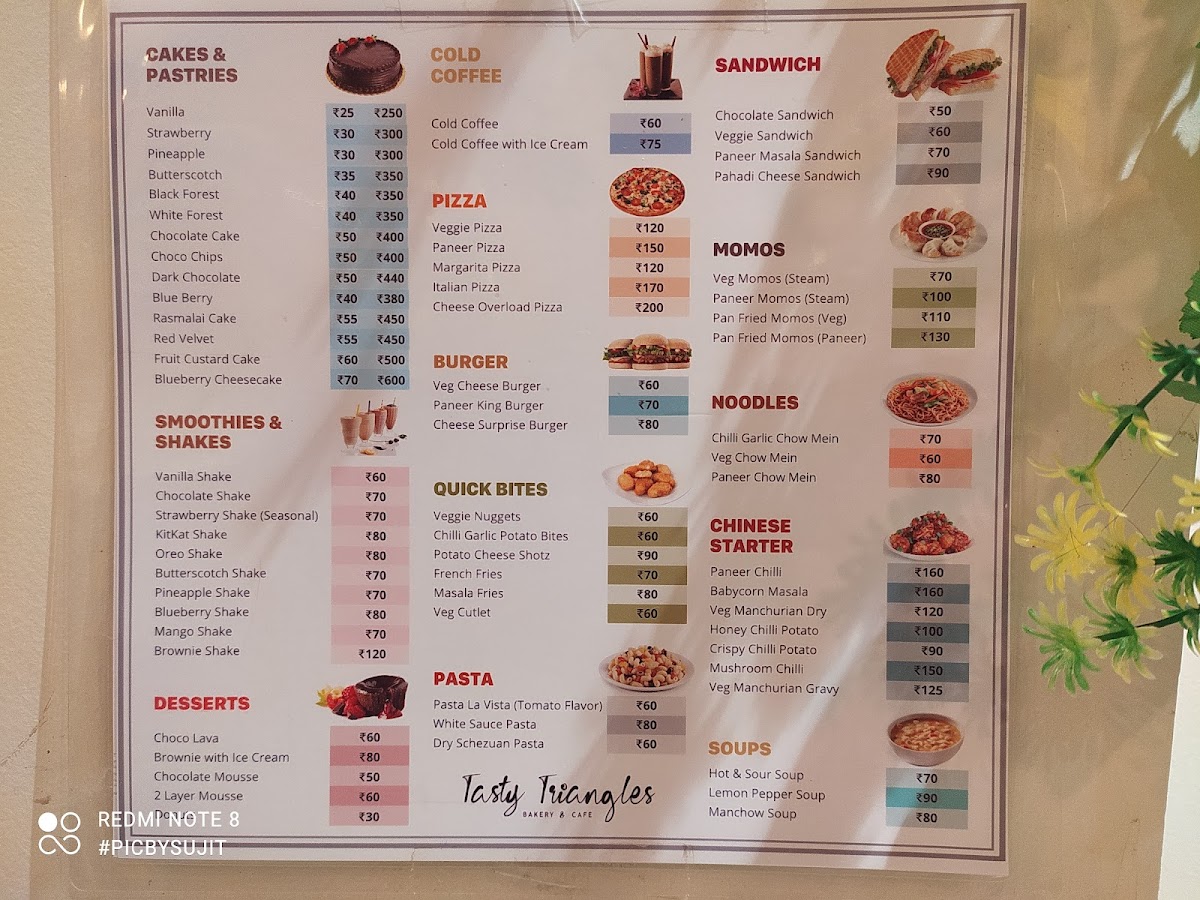 CAKES &
PASTRIES
Vanilla ₹25 ₹250
Strawberry ₹30 ₹300
Pineapple ₹30 ₹300
Butterscotch ₹35 ₹350
Black Forest ₹40 ₹350
White Forest ₹40 ₹350
Chocolate Cake ₹50 ₹400
Choco Chips ₹50 ₹400
Dark Chocolate ₹50 ₹440
Blue Berry ₹40 ₹380
Rasmalai Cake ₹55 ₹450
Red Velvet ₹55 ₹450
Fruit Custard Cake ₹60 ₹500
Blueberry Cheesecake ₹70 ₹600
SMOOTHIES &
SHAKES
Vanilla Shake ₹60
Chocolate Shake ₹70
Strawberry Shake (Seasonal) ₹70
KitKat Shake ₹80
Oreo Shake ₹80
Butterscotch Shake ₹70
Pineapple Shake ₹70
Blueberry Shake ₹80
Mango Shake ₹70
Brownie Shake ₹120
DESSERTS
Choco Lava ₹60
Brownie with Ice Cream ₹80
Chocolate Mousse ₹50
2 Layer Mousse ₹60
₹30
COLD
COFFEE
Cold Coffee ₹60
Cold Coffee with Ice Cream ₹75
PIZZA
Veggie Pizza ₹120
Paneer Pizza ₹150
Margarita Pizza ₹120
Italian Pizza ₹170
Cheese Overload Pizza ₹200
BURGER
Veg Cheese Burger ₹60
Paneer King Burger ₹70
Cheese Surprise Burger ₹80
QUICK BITES
Veggie Nuggets ₹60
Chilli Garlic Potato Bites ₹60
Potato Cheese Shotz ₹90
French Fries ₹70
Masala Fries ₹80
Veg Cutlet ₹60
PASTA
Pasta La Vista (Tomato Flavor) ₹60
White Sauce Pasta ₹80
Dry Schezuan Pasta ₹60
Tasty Triangles
BAKERY & CAFE
SANDWICH
Chocolate Sandwich ₹50
Veggie Sandwich ₹60
Paneer Masala Sandwich ₹70
Pahadi Cheese Sandwich ₹90
MOMOS
Veg Momos (Steam) ₹70
Paneer Momos (Steam) ₹100
Pan Fried Momos (Veg) ₹110
Pan Fried Momos (Paneer) ₹130
NOODLES
Chilli Garlic Chow Mein ₹70
Veg Chow Mein ₹60
Paneer Chow Mein ₹80
CHINESE
STARTER
Paneer Chilli ₹160
Babycorn Masala ₹160
Veg Manchurian Dry ₹120
Honey Chilli Potato ₹100
Crispy Chilli Potato ₹90
Mushroom Chilli ₹150
Veg Manchurian Gravy ₹125
SOUPS
Hot & Sour Soup ₹70
Lemon Pepper Soup ₹90
Manchow Soup ₹80
REDMI NOTE 8
#PICBYSUJIT